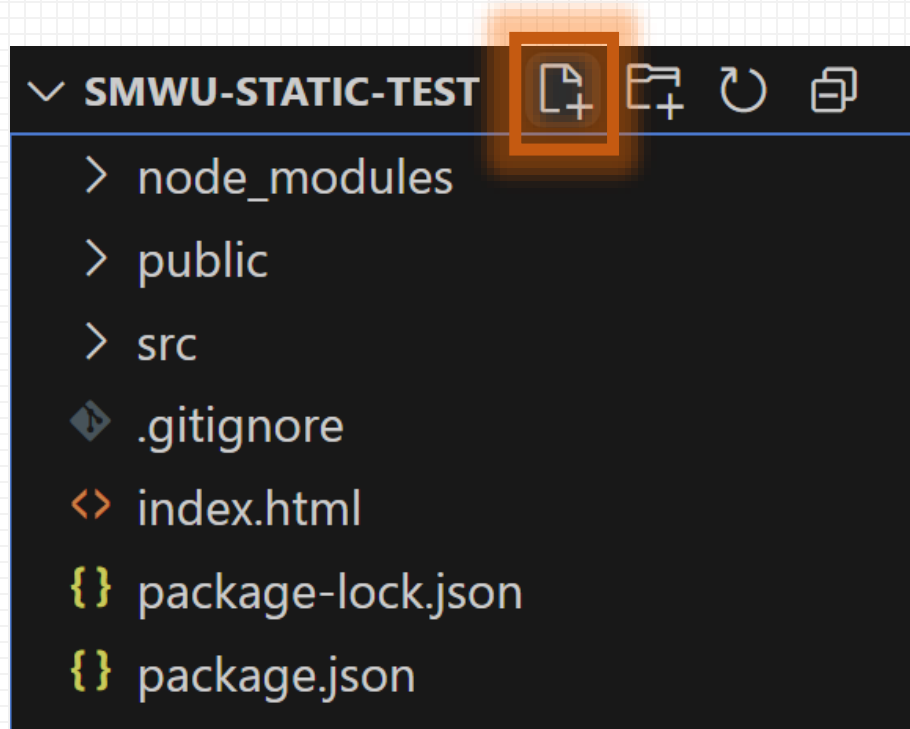 SMWU-STATIC-TEST
node_modules
public
src
.gitignore
index.html
package-lock.json
package.json